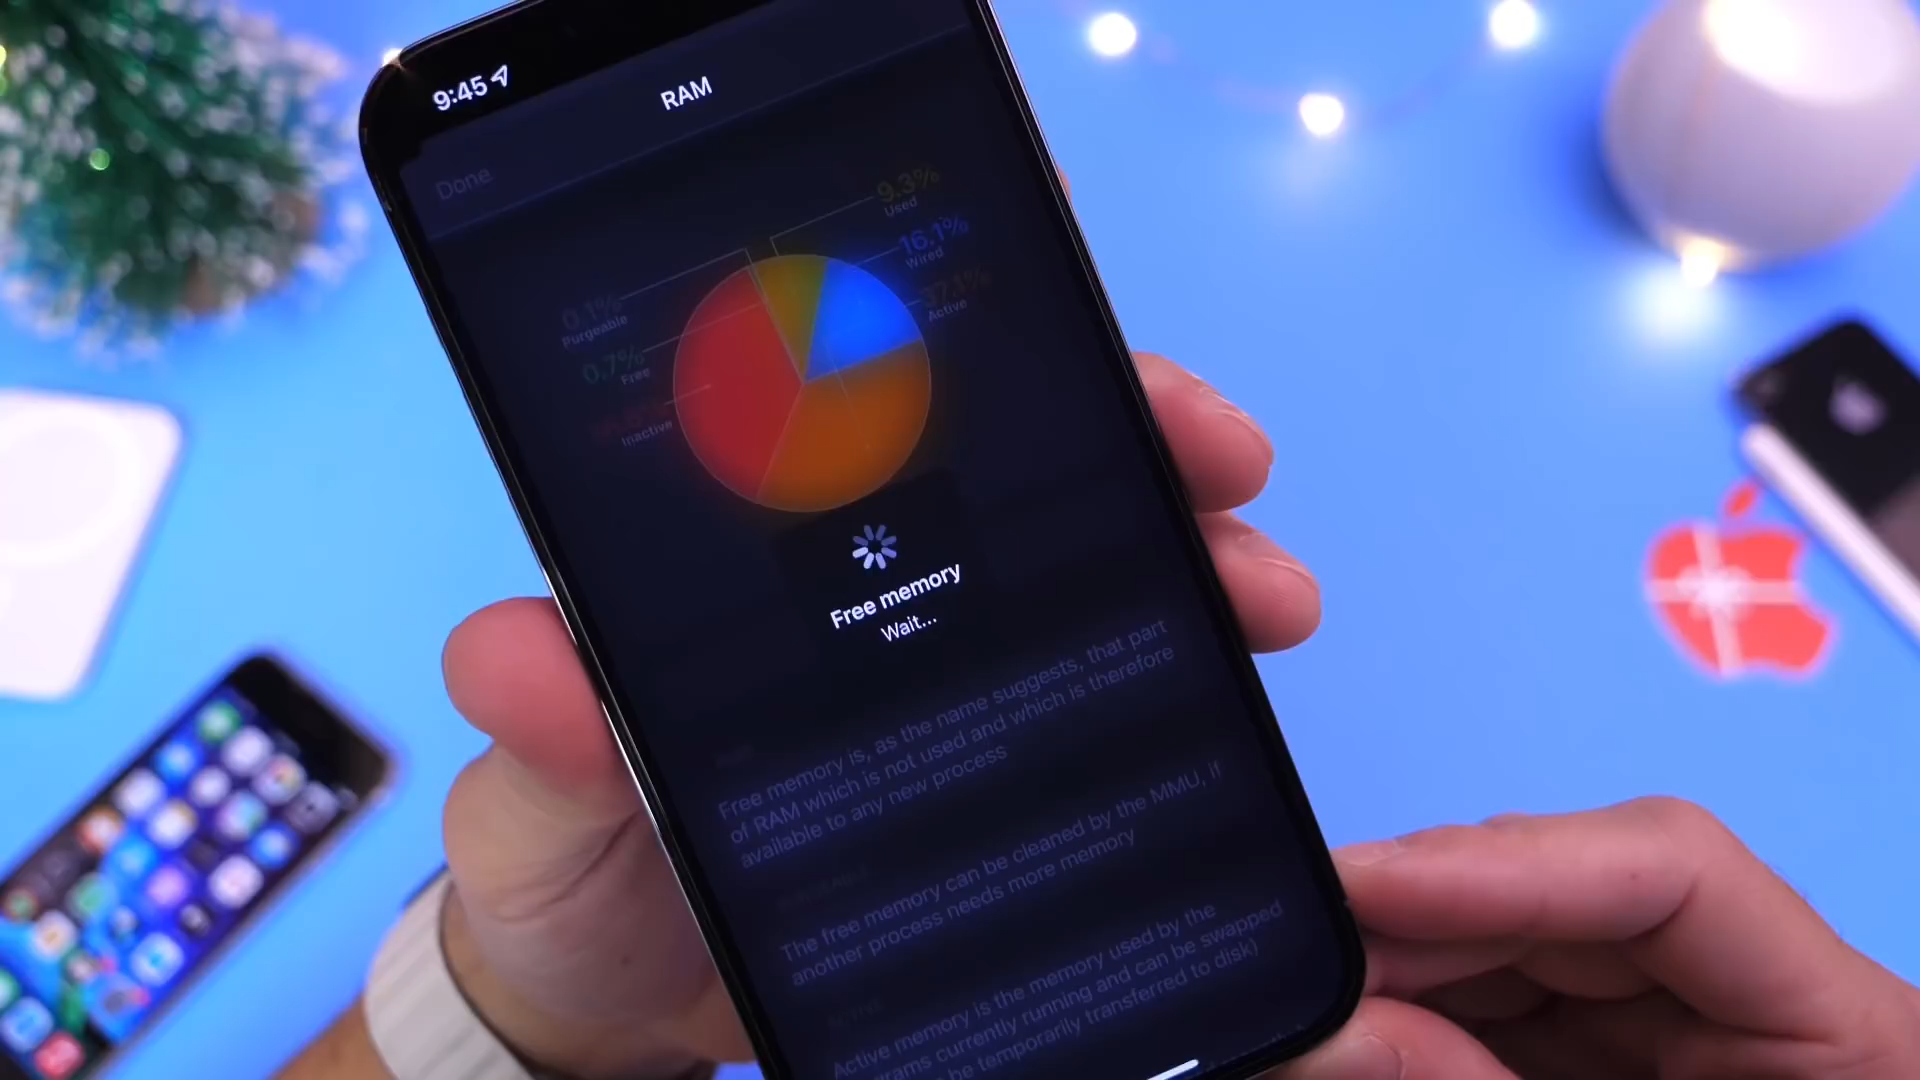 9:45
RAM
Done
9.3%
Used
16.1%
Wired
37.1%
Active
0.1%
Purgeable
0.7%
Free
Inactive
Free memory
Wait...
Free memory is, as the name suggests, that part
of RAM which is not used and which is therefore
available to any new process
The free memory can be cleaned by the MMU, if
another process needs more memory
Active memory is the memory used by the
grams currently running and can be swapped
be temporarily transferred to disk)